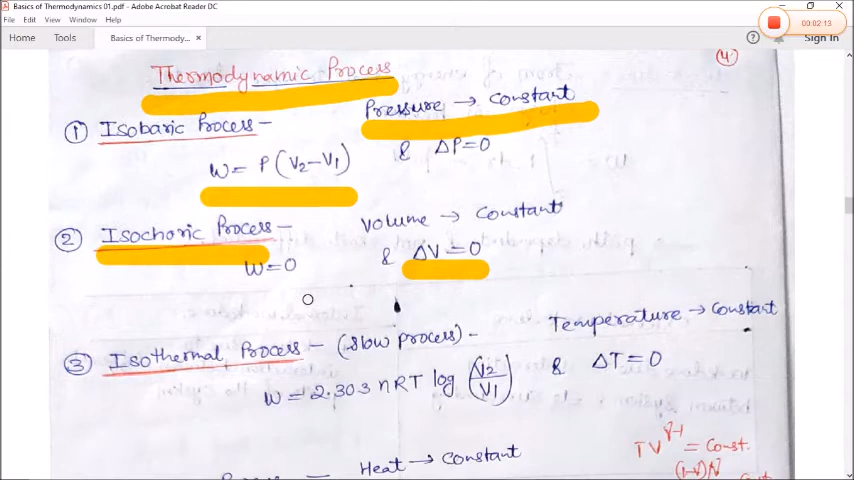 Basics of Thermodynamics 01.pdf - Adobe Acrobat Reader DC
File Edit View Window Help
00:02:13
Home Tools Basics of Thermody... × ? Sign In
4
Thermodynamic Process
① Isobaric Process – Pressure → Constant
W = P(V2–V1) & ΔP=0
② Isochoric Process – Volume → Constant
W=0 & ΔV=0
③ Isothermal Process – (slow process) – Temperature → Constant
W = 2.303 nRT log (V2/V1) & ΔT=0
Heat → Constant
TV^γ-1 = Const.